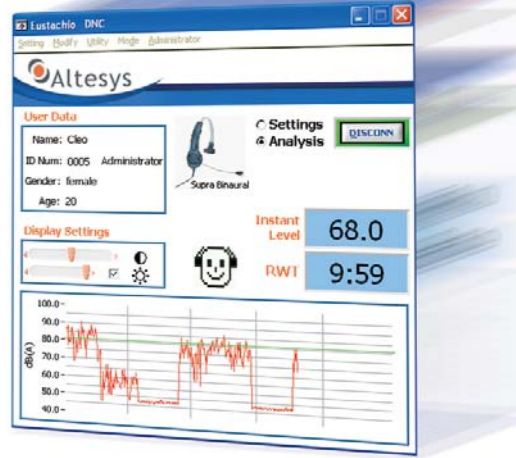 Eustachio DNC
Setting Modify Utility Mode Administrator
Altesys
User Data
Name: Cleo
ID Num: 0005 Administrator
Gender: female
Age: 20
Supra Binaural
Settings
Analysis
DISCONN
Display Settings
Instant
Level
68.0
RWT
9:59
dB(A)
100.0
90.0
80.0
70.0
60.0
50.0
40.0